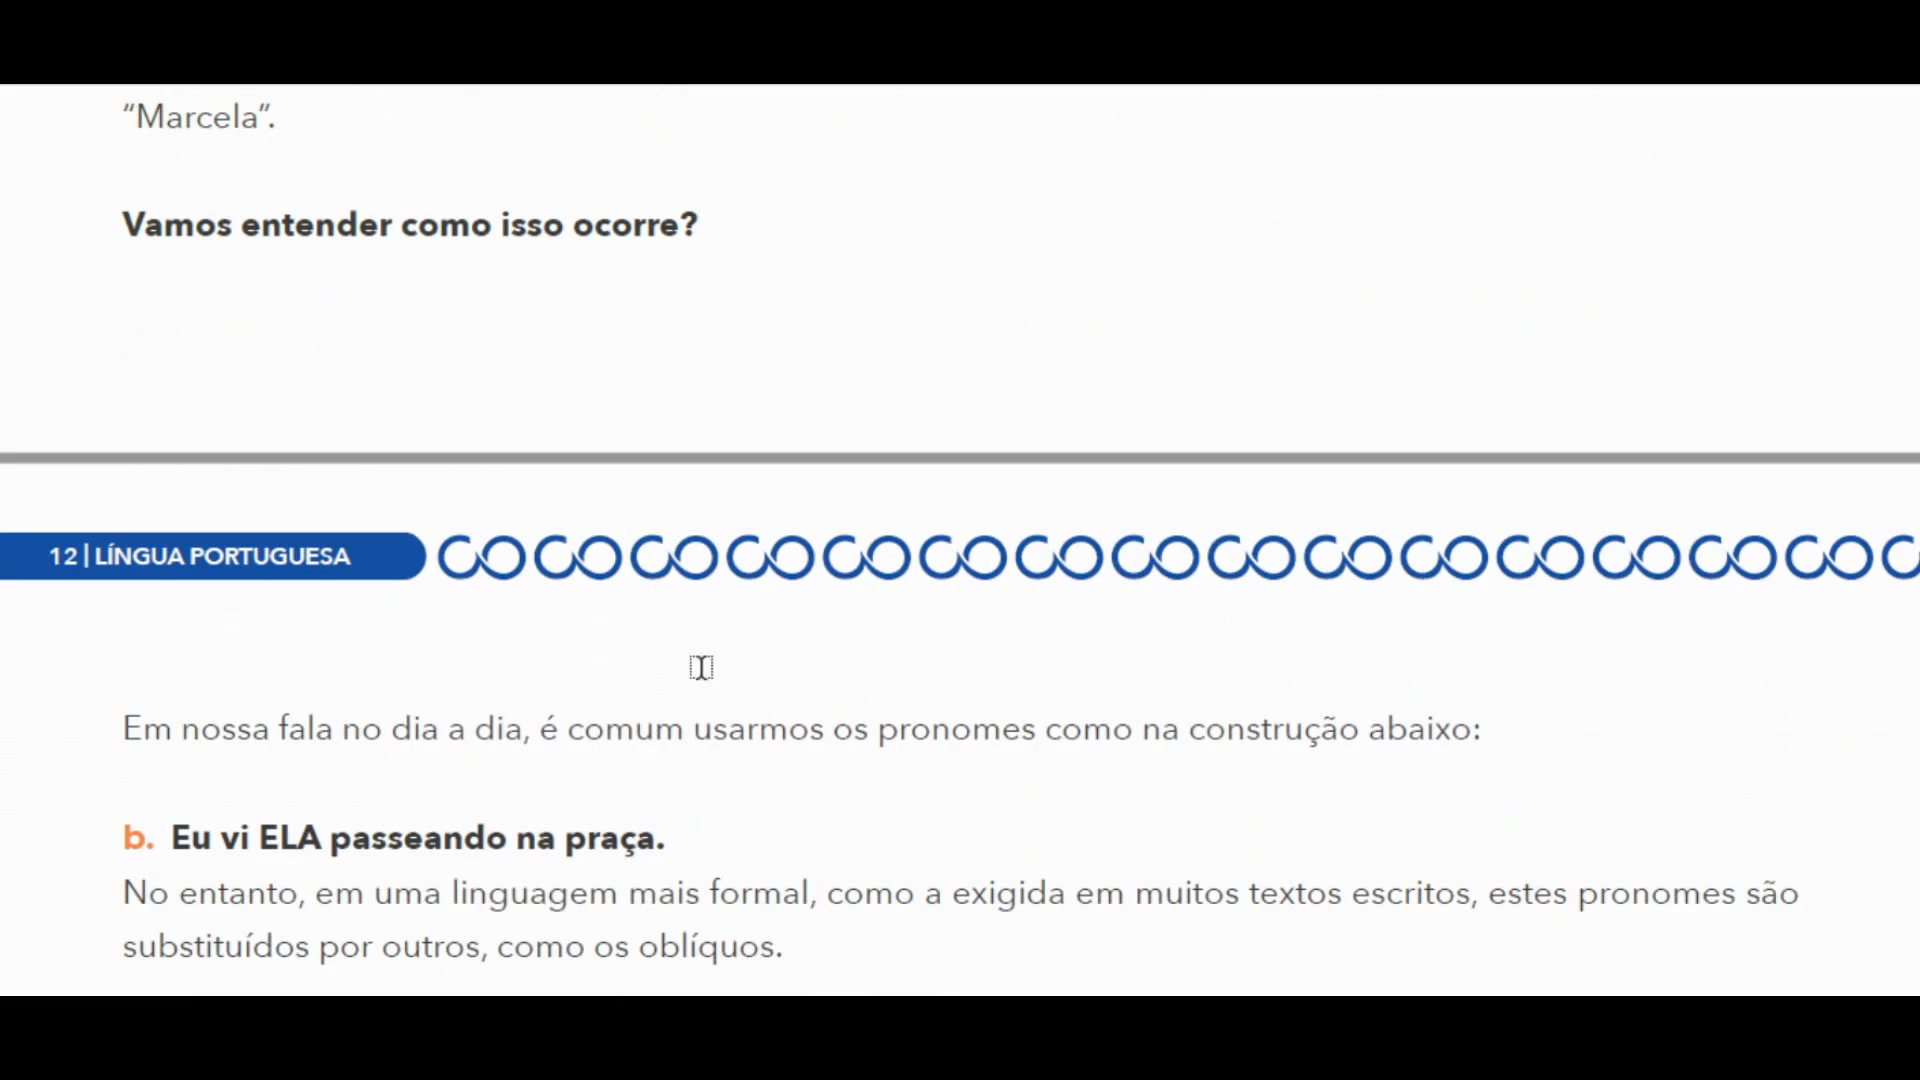 “Marcela”.
Vamos entender como isso ocorre?
12 | LÍNGUA PORTUGUESA
Em nossa fala no dia a dia, é comum usarmos os pronomes como na construção abaixo:
b. Eu vi ELA passeando na praça.
No entanto, em uma linguagem mais formal, como a exigida em muitos textos escritos, estes pronomes são
substituídos por outros, como os oblíquos.